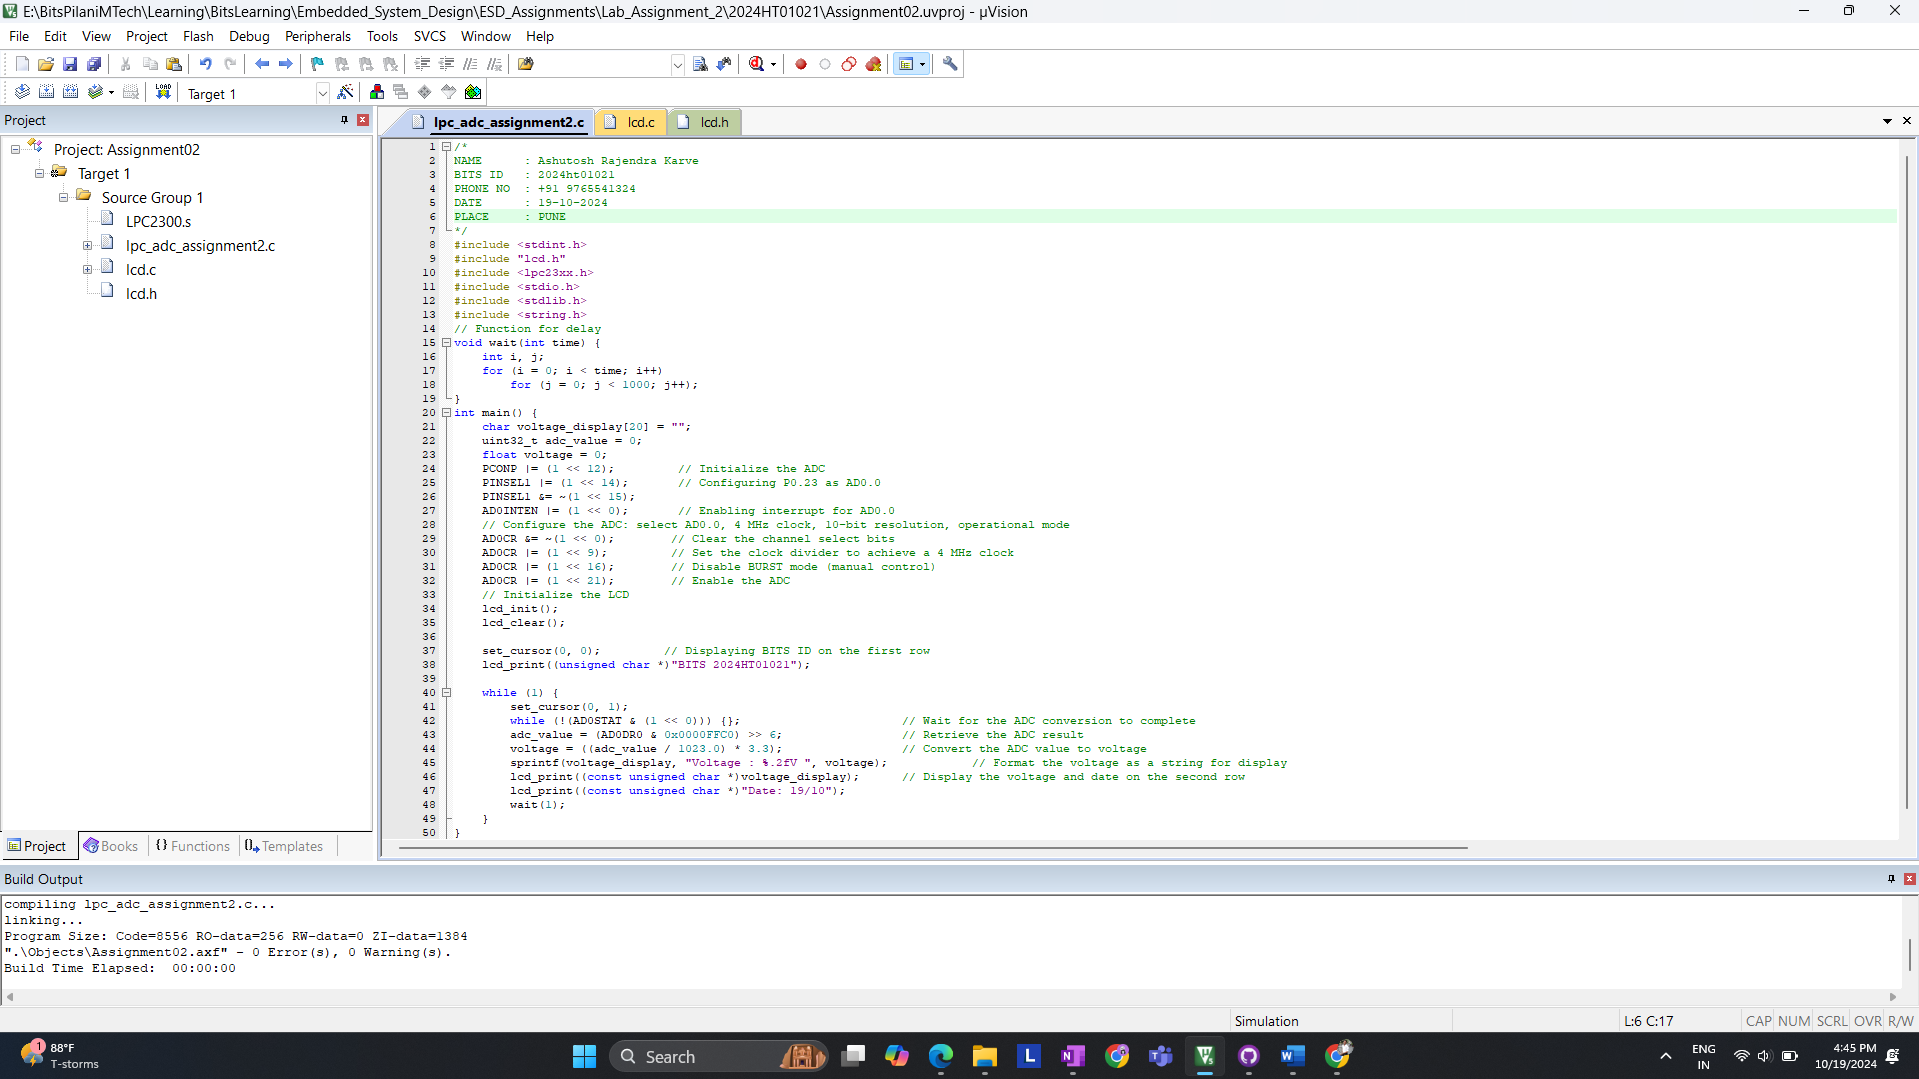 E:\BitsPilaniMTech\Learning\BitsLearning\Embedded_System_Design\ESD_Assignments\Lab_Assignment_2\2024HT01021\Assignment02.uvproj - µVision
File Edit View Project Flash Debug Peripherals Tools SVCS Window Help
LOAD Target 1
Project
lpc_adc_assignment2.c lcd.c lcd.h
Project: Assignment02
Target 1
Source Group 1
LPC2300.s
lpc_adc_assignment2.c
lcd.c
lcd.h
1 /*
2 NAME : Ashutosh Rajendra Karve
3 BITS ID : 2024ht01021
4 PHONE NO : +91 9765541324
5 DATE : 19-10-2024
6 PLACE : PUNE
7 */
8 #include <stdint.h>
9 #include "lcd.h"
10 #include <lpc23xx.h>
11 #include <stdio.h>
12 #include <stdlib.h>
13 #include <string.h>
14 // Function for delay
15 void wait(int time) {
16 int i, j;
17 for (i = 0; i < time; i++)
18 for (j = 0; j < 1000; j++);
19 }
20 int main() {
21 char voltage_display[20] = "";
22 uint32_t adc_value = 0;
23 float voltage = 0;
24 PCONP |= (1 << 12); // Initialize the ADC
25 PINSEL1 |= (1 << 14); // Configuring P0.23 as AD0.0
26 PINSEL1 &= ~(1 << 15);
27 AD0INTEN |= (1 << 0); // Enabling interrupt for AD0.0
28 // Configure the ADC: select AD0.0, 4 MHz clock, 10-bit resolution, operational mode
29 AD0CR &= ~(1 << 0); // Clear the channel select bits
30 AD0CR |= (1 << 9); // Set the clock divider to achieve a 4 MHz clock
31 AD0CR |= (1 << 16); // Disable BURST mode (manual control)
32 AD0CR |= (1 << 21); // Enable the ADC
33 // Initialize the LCD
34 lcd_init();
35 lcd_clear();
36
37 set_cursor(0, 0); // Displaying BITS ID on the first row
38 lcd_print((unsigned char *)"BITS 2024HT01021");
39
40 while (1) {
41 set_cursor(0, 1);
42 while (!(AD0STAT & (1 << 0))) {}; // Wait for the ADC conversion to complete
43 adc_value = (AD0DR0 & 0x0000FFC0) >> 6; // Retrieve the ADC result
44 voltage = ((adc_value / 1023.0) * 3.3); // Convert the ADC value to voltage
45 sprintf(voltage_display, "Voltage : %.2fV ", voltage); // Format the voltage as a string for display
46 lcd_print((const unsigned char *)voltage_display); // Display the voltage and date on the second row
47 lcd_print((const unsigned char *)"Date: 19/10");
48 wait(1);
49 }
50 }
Project Books {} Functions Templates
Build Output
compiling lpc_adc_assignment2.c...
linking...
Program Size: Code=8556 RO-data=256 RW-data=0 ZI-data=1384
".\Objects\Assignment02.axf" - 0 Error(s), 0 Warning(s).
Build Time Elapsed: 00:00:00
Simulation L:6 C:17 CAP NUM SCRL OVR R/W
1 88°F
T-storms
Search
ENG
IN
4:45 PM
10/19/2024